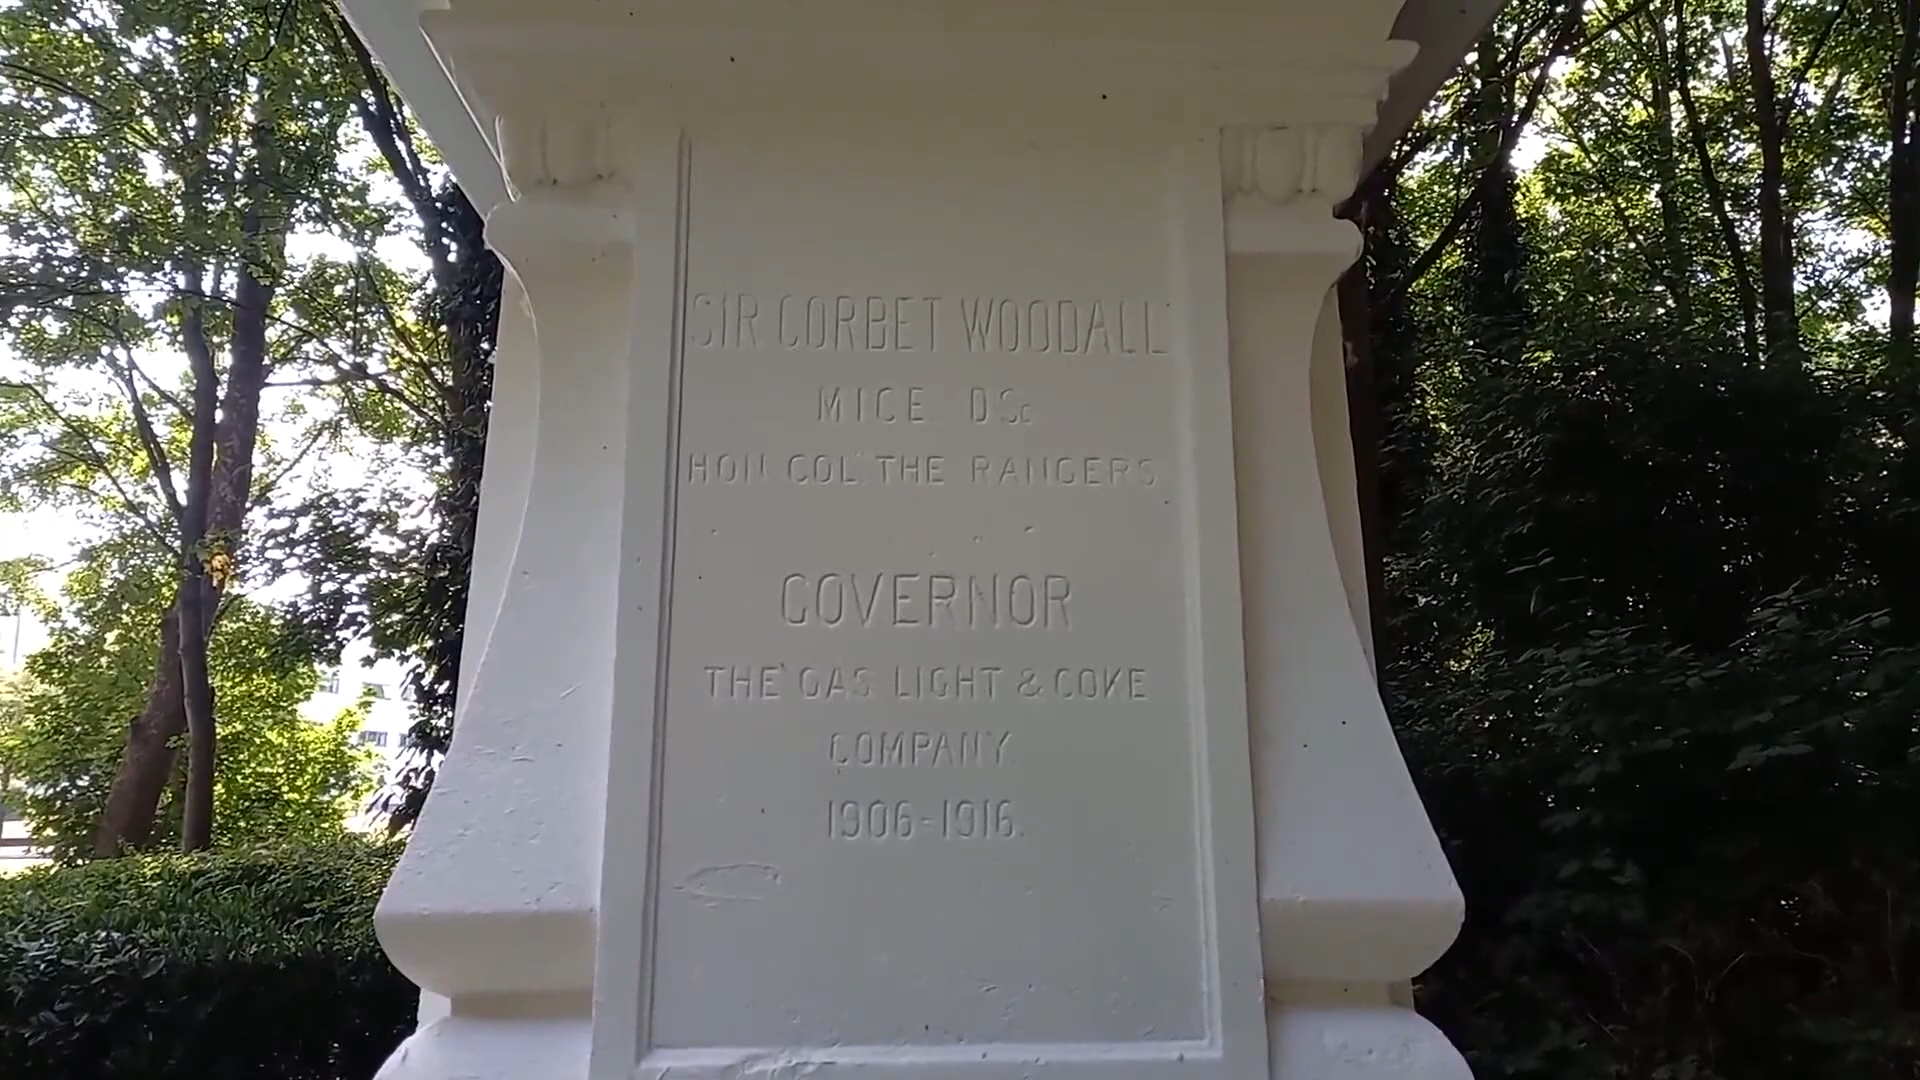 SIR CORBET WOODALL
MICE. DSc
HON COL. THE RANGERS
GOVERNOR
THE GAS LIGHT & COKE
COMPANY.
1906-1916.